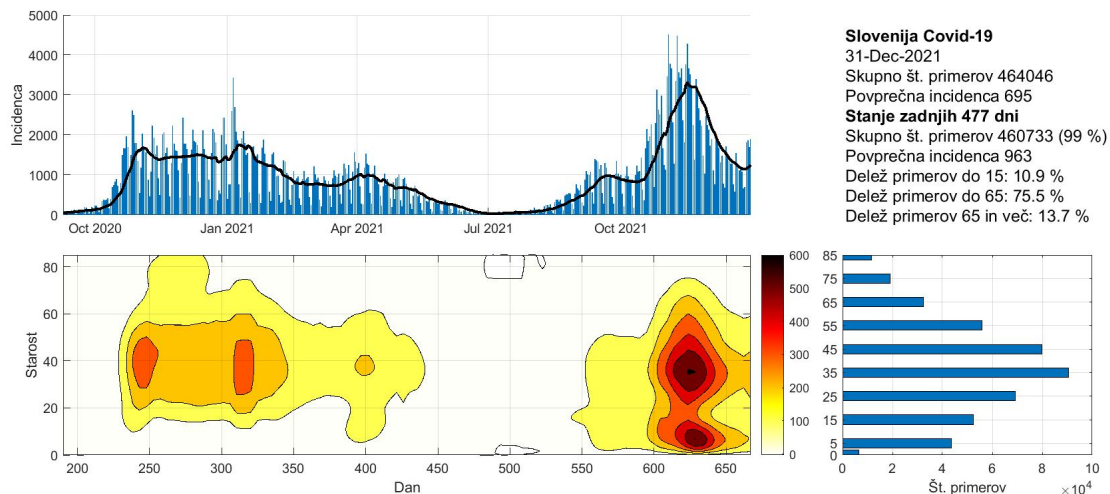 5000
4000
3000
2000
1000
0
Incidenca
Oct 2020
Jan 2021
Apr 2021
Jul 2021
Oct 2021
Slovenija Covid-19
31-Dec-2021
Skupno št. primerov 464046
Povprečna incidenca 695
Stanje zadnjih 477 dni
Skupno št. primerov 460733 (99 %)
Povprečna incidenca 963
Delež primerov do 15: 10.9 %
Delež primerov do 65: 75.5 %
Delež primerov 65 in več: 13.7 %
80
60
40
20
0
Starost
200
250
300
350
400
450
500
550
600
650
Dan
600
500
400
300
200
100
0
85
75
65
55
45
35
25
15
5
0
0
2
4
6
8
10
Št. primerov
×10⁴